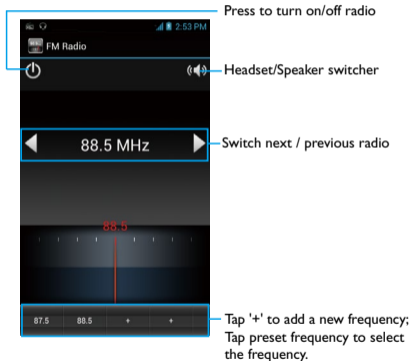 Press to turn on/off radio
2:53 PM
FM Radio
Headset/Speaker switcher
88.5 MHz
Switch next / previous radio
88.5
87.5 88.5 + +
Tap '+' to add a new frequency;
Tap preset frequency to select
the frequency.